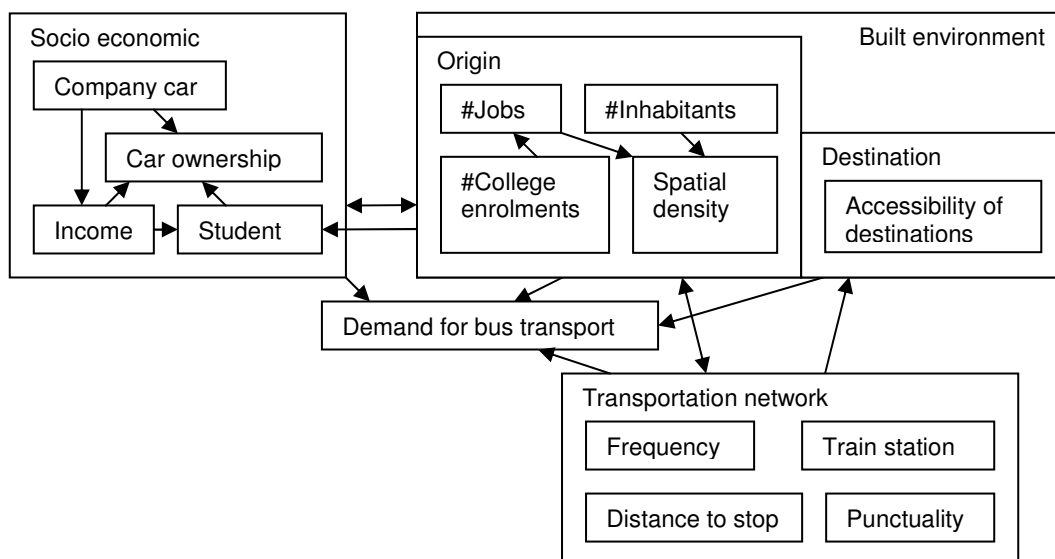 Socio economic
Company car
Car ownership
Income
Student
Built environment
Origin
#Jobs
#Inhabitants
#College
enrolments
Spatial
density
Destination
Accessibility of
destinations
Demand for bus transport
Transportation network
Frequency
Train station
Distance to stop
Punctuality